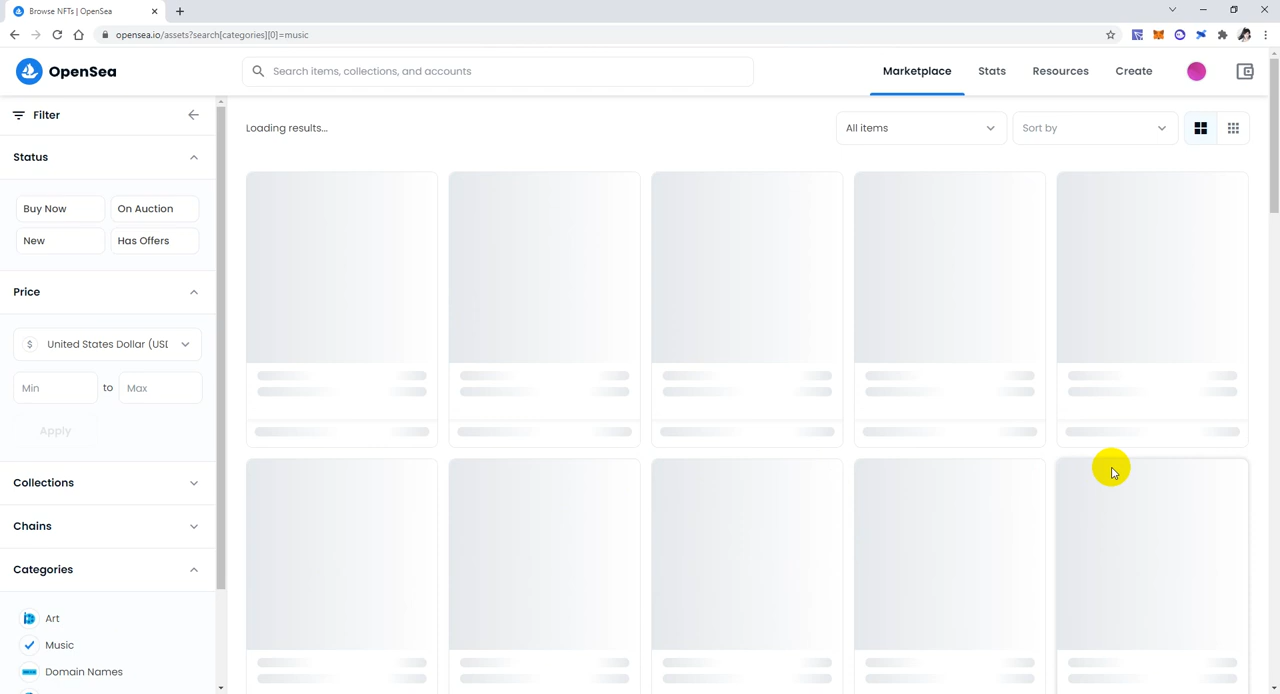 Browse NFTs | OpenSea
opensea.io/assets?search[categories][0]=music
OpenSea
Search items, collections, and accounts
Marketplace
Stats
Resources
Create
Filter
Loading results...
All items
Sort by
Status
Buy Now
On Auction
New
Has Offers
Price
$ United States Dollar (USD
Min
to
Max
Apply
Collections
Chains
Categories
Art
Music
Domain Names